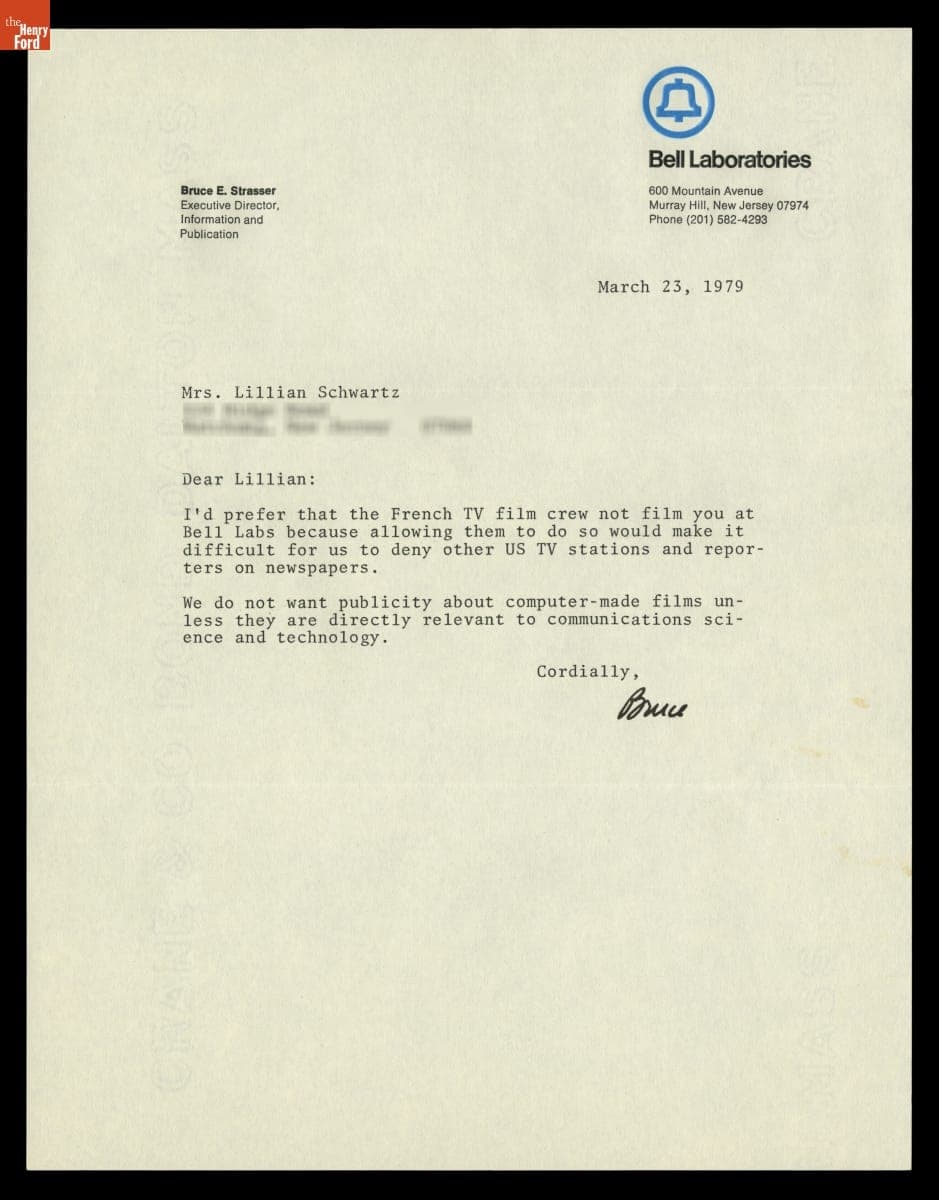 the
Henry
Ford
Bell Laboratories
Bruce E. Strasser
Executive Director,
Information and
Publication
600 Mountain Avenue
Murray Hill, New Jersey 07974
Phone (201) 582-4293
March 23, 1979
Mrs. Lillian Schwartz
Dear Lillian:
I'd prefer that the French TV film crew not film you at
Bell Labs because allowing them to do so would make it
difficult for us to deny other US TV stations and repor-
ters on newspapers.
We do not want publicity about computer-made films un-
less they are directly relevant to communications sci-
ence and technology.
Cordially,
Bruce